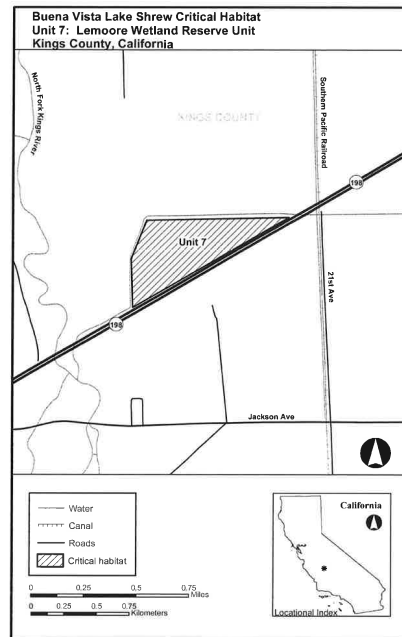 Buena Vista Lake Shrew Critical Habitat
Unit 7: Lemoore Wetland Reserve Unit
Kings County, California
North Fork Kings River
KINGS COUNTY
Southern Pacific Railroad
198
Unit 7
21st Ave
198
Jackson Ave
Water
Canal
Roads
Critical habitat
California
Locational Index
0 0.25 0.5 0.75
Miles
0 0.25 0.50 0.75
Kilometers